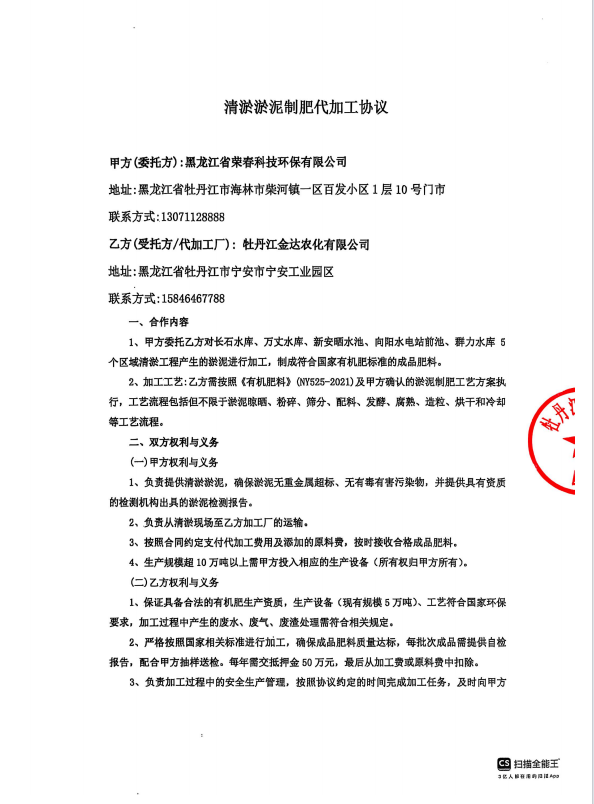 清淤淤泥制肥代加工协议
甲方(委托方):黑龙江省荣春科技环保有限公司
地址:黑龙江省牡丹江市海林市柴河镇一区百发小区1层10号门市
联系方式:13071128888
乙方(受托方/代加工厂): 牡丹江金达农化有限公司
地址:黑龙江省牡丹江市宁安市宁安工业园区
联系方式:15846467788
一、合作内容
1、甲方委托乙方对长石水库、万丈水库、新安晒水池、向阳水电站前池、群力水库 5
个区域清淤工程产生的淤泥进行加工，制成符合国家有机肥标准的成品肥料。
2、加工工艺:乙方需按照《有机肥料》(NY525-2021)及甲方确认的淤泥制肥工艺方案执
行，工艺流程包括但不限于淤泥晾晒、粉碎、筛分、配料、发酵、腐熟、造粒、烘干和冷却
等工艺流程。
二、双方权利与义务
(一)甲方权利与义务
1、负责提供清淤淤泥，确保淤泥无重金属超标、无有毒有害污染物，并提供具有资质
的检测机构出具的淤泥检测报告。
2、负责从清淤现场至乙方加工厂的运输。
3、按照合同约定支付代加工费用及添加的原料费，按时接收合格成品肥料。
4、生产规模超10万吨以上需甲方投入相应的生产设备（所有权归甲方所有）。
(二)乙方权利与义务
1、保证具备合法的有机肥生产资质，生产设备（现有规模5万吨）、工艺符合国家环保
要求，加工过程中产生的废水、废气、废渣处理需符合相关规定。
2、严格按照国家相关标准进行加工，确保成品肥料质量达标，每批次成品需提供自检
报告，配合甲方抽样送检。每年需交抵押金50万元，最后从加工费或原料费中扣除。
3、负责加工过程中的安全生产管理，按照协议约定的时间完成加工任务，及时向甲方
牡丹
CS 扫描全能王
3亿人都在用的扫描App